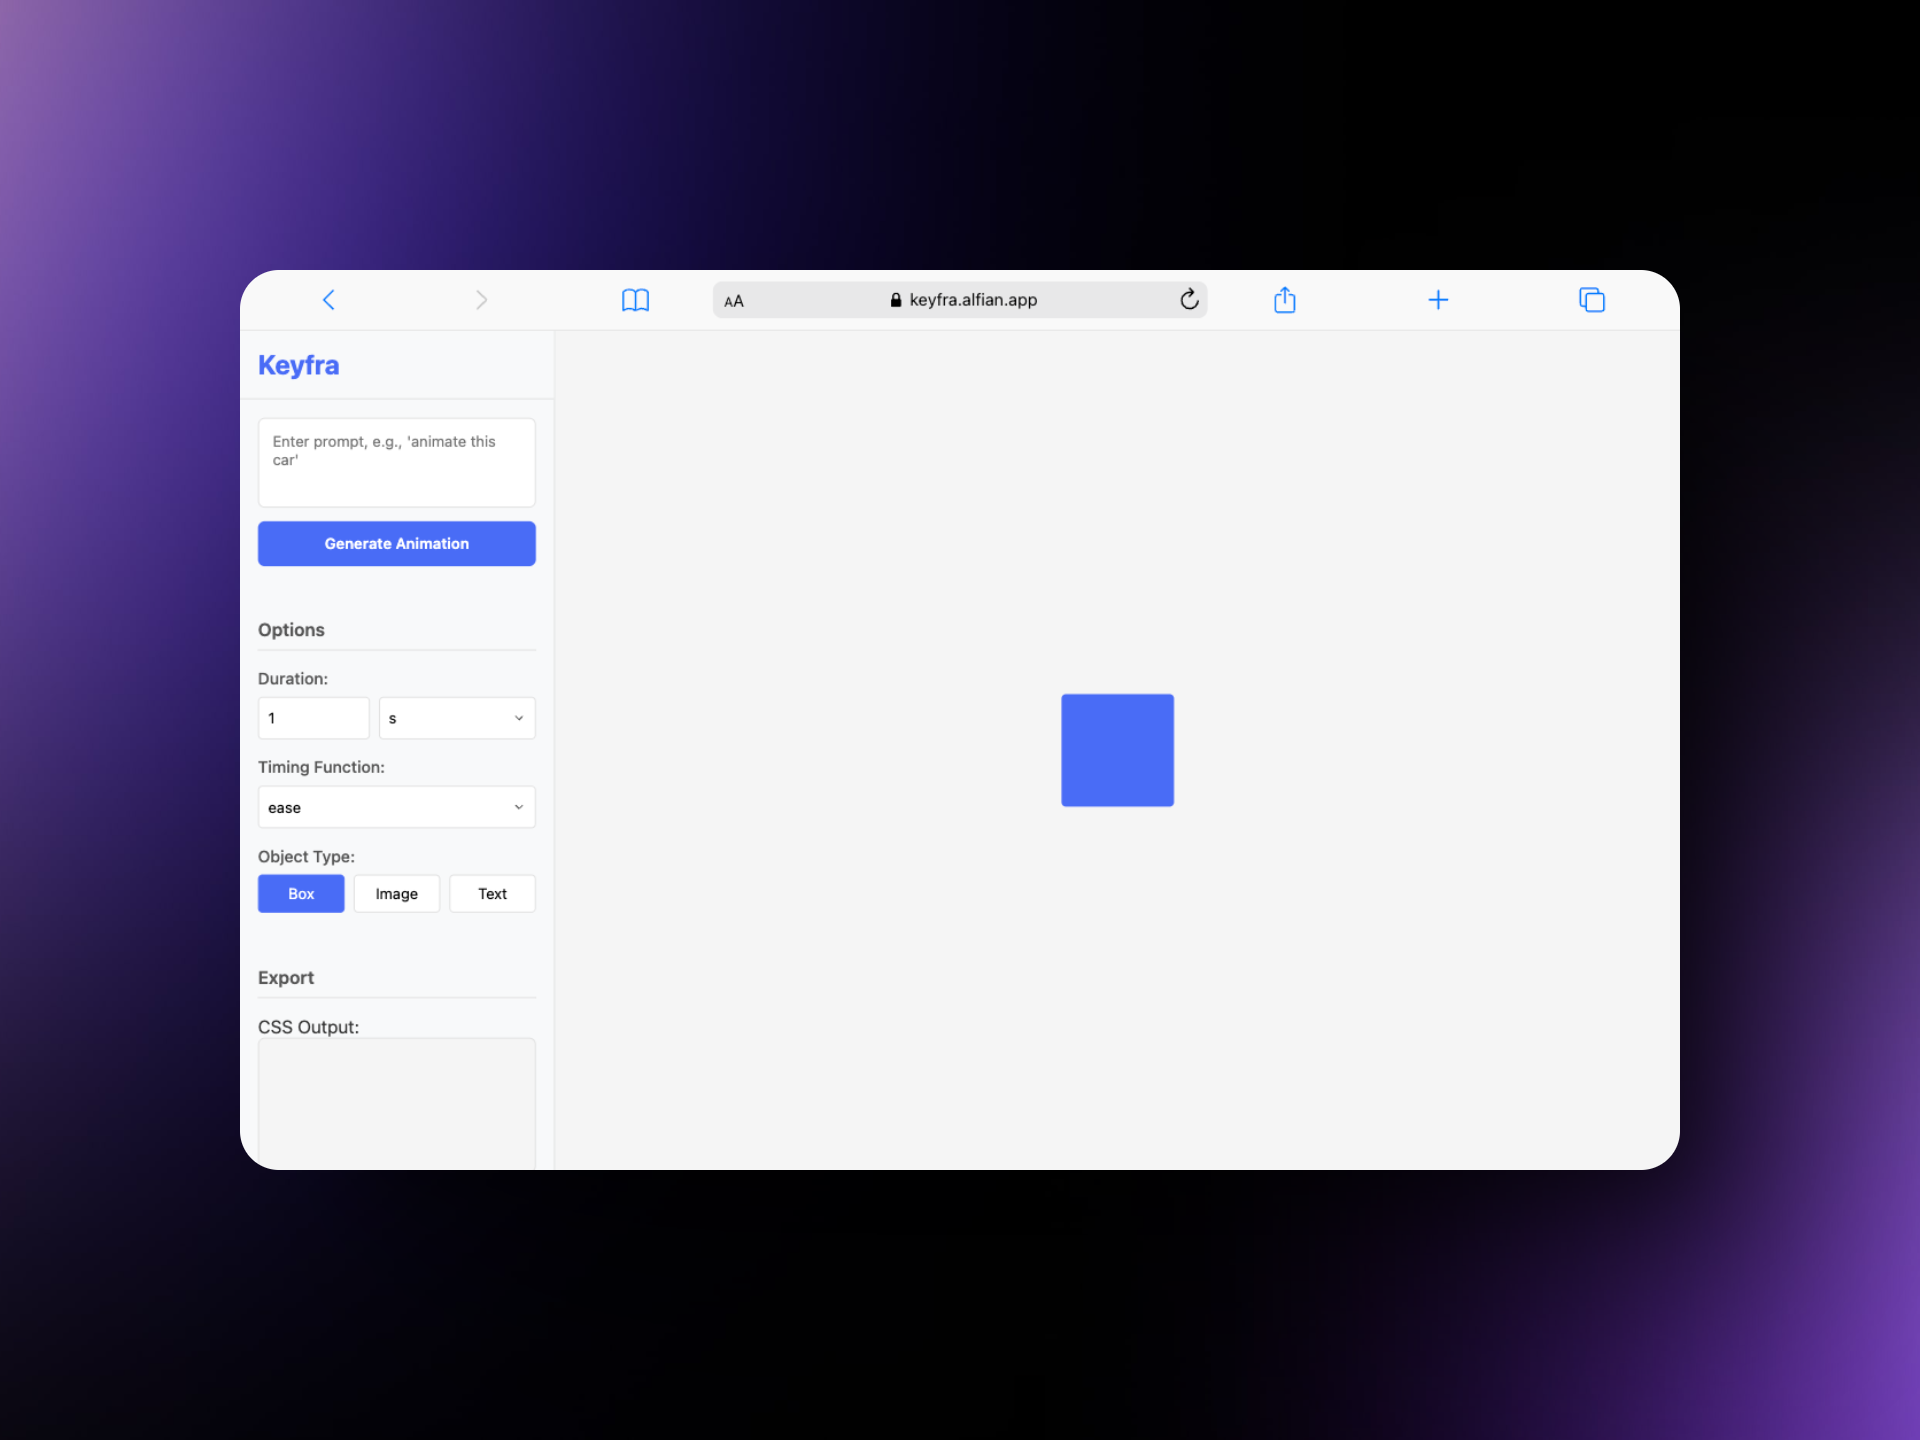 AA
keyfra.alfian.app
Keyfra
Enter prompt, e.g., 'animate this
car'
Generate Animation
Options
Duration:
1
s
Timing Function:
ease
Object Type:
Box
Image
Text
Export
CSS Output: